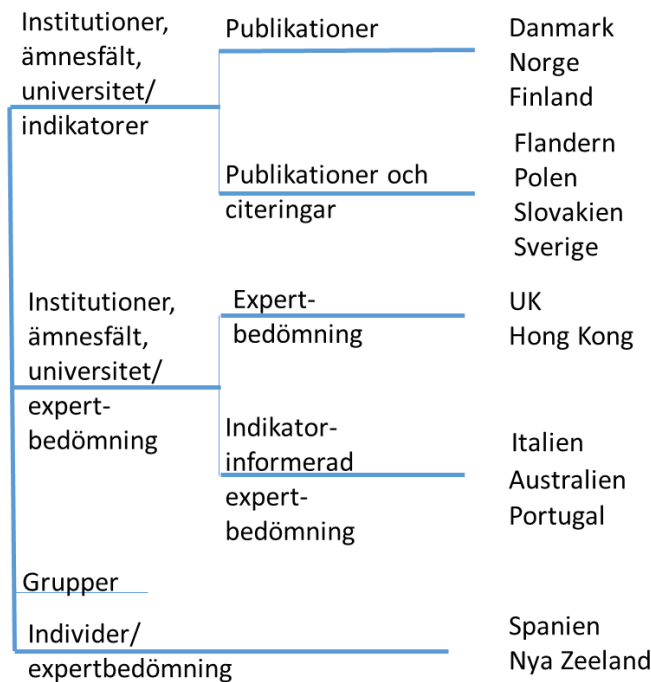 Institutioner,
ämnesfält,
universitet/
indikatorer
Publikationer
Danmark
Norge
Finland
Publikationer och
citeringar
Flandern
Polen
Slovakien
Sverige
Institutioner,
ämnesfält,
universitet/
expert-
bedömning
Expert-
bedömning
UK
Hong Kong
Indikator-
informerad
expert-
bedömning
Italien
Australien
Portugal
Grupper
Individer/
expertbedömning
Spanien
Nya Zeeland